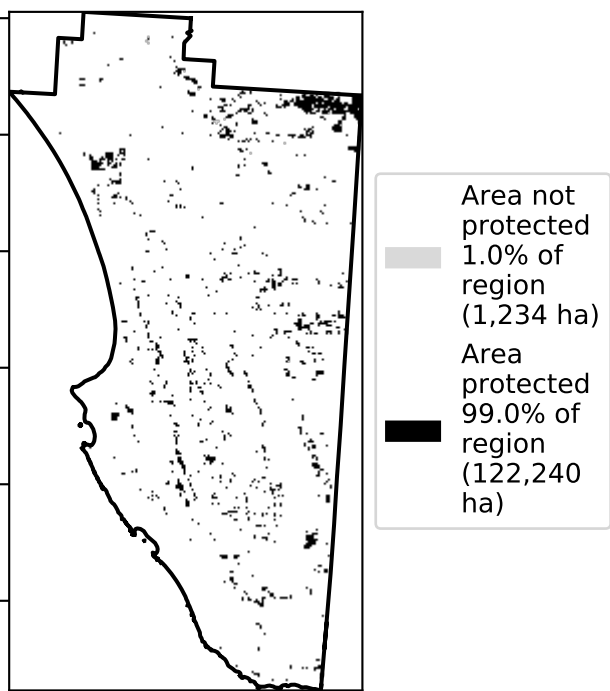 Area not
protected
1.0% of
region
(1,234 ha)
Area
protected
99.0% of
region
(122,240
ha)